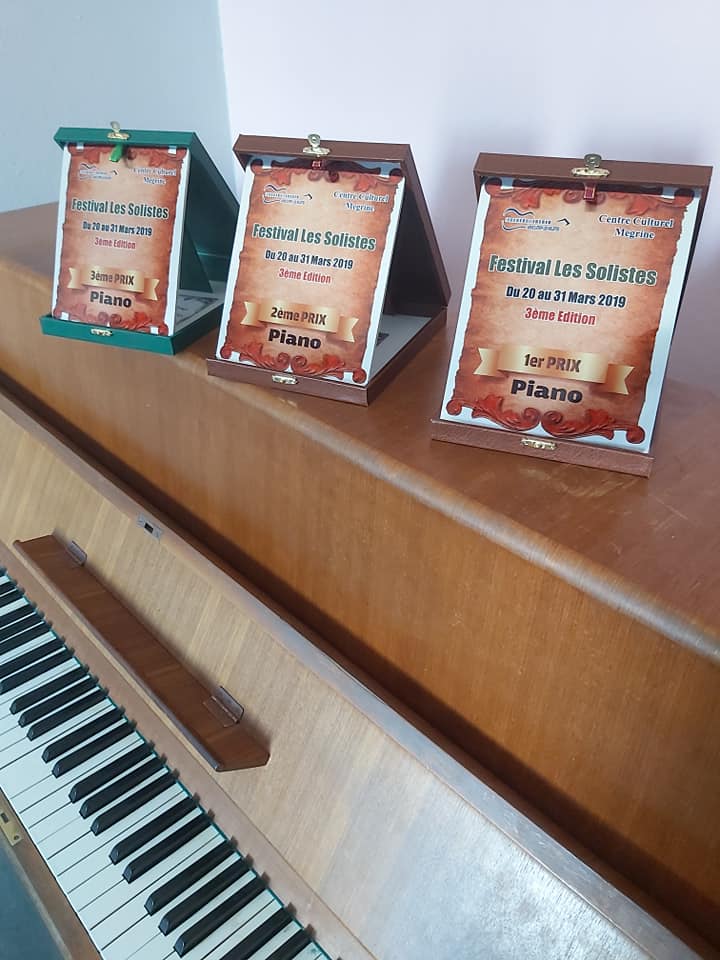 Centre Culturel
Megrine
Festival Les Solistes
Du 20 au 31 Mars 2019
3ème Edition
3ème PRIX
Piano
Centre Culturel
Megrine
Festival Les Solistes
Du 20 au 31 Mars 2019
3ème Edition
2ème PRIX
Piano
Centre Culturel
Megrine
Festival Les Solistes
Du 20 au 31 Mars 2019
3ème Edition
1er PRIX
Piano